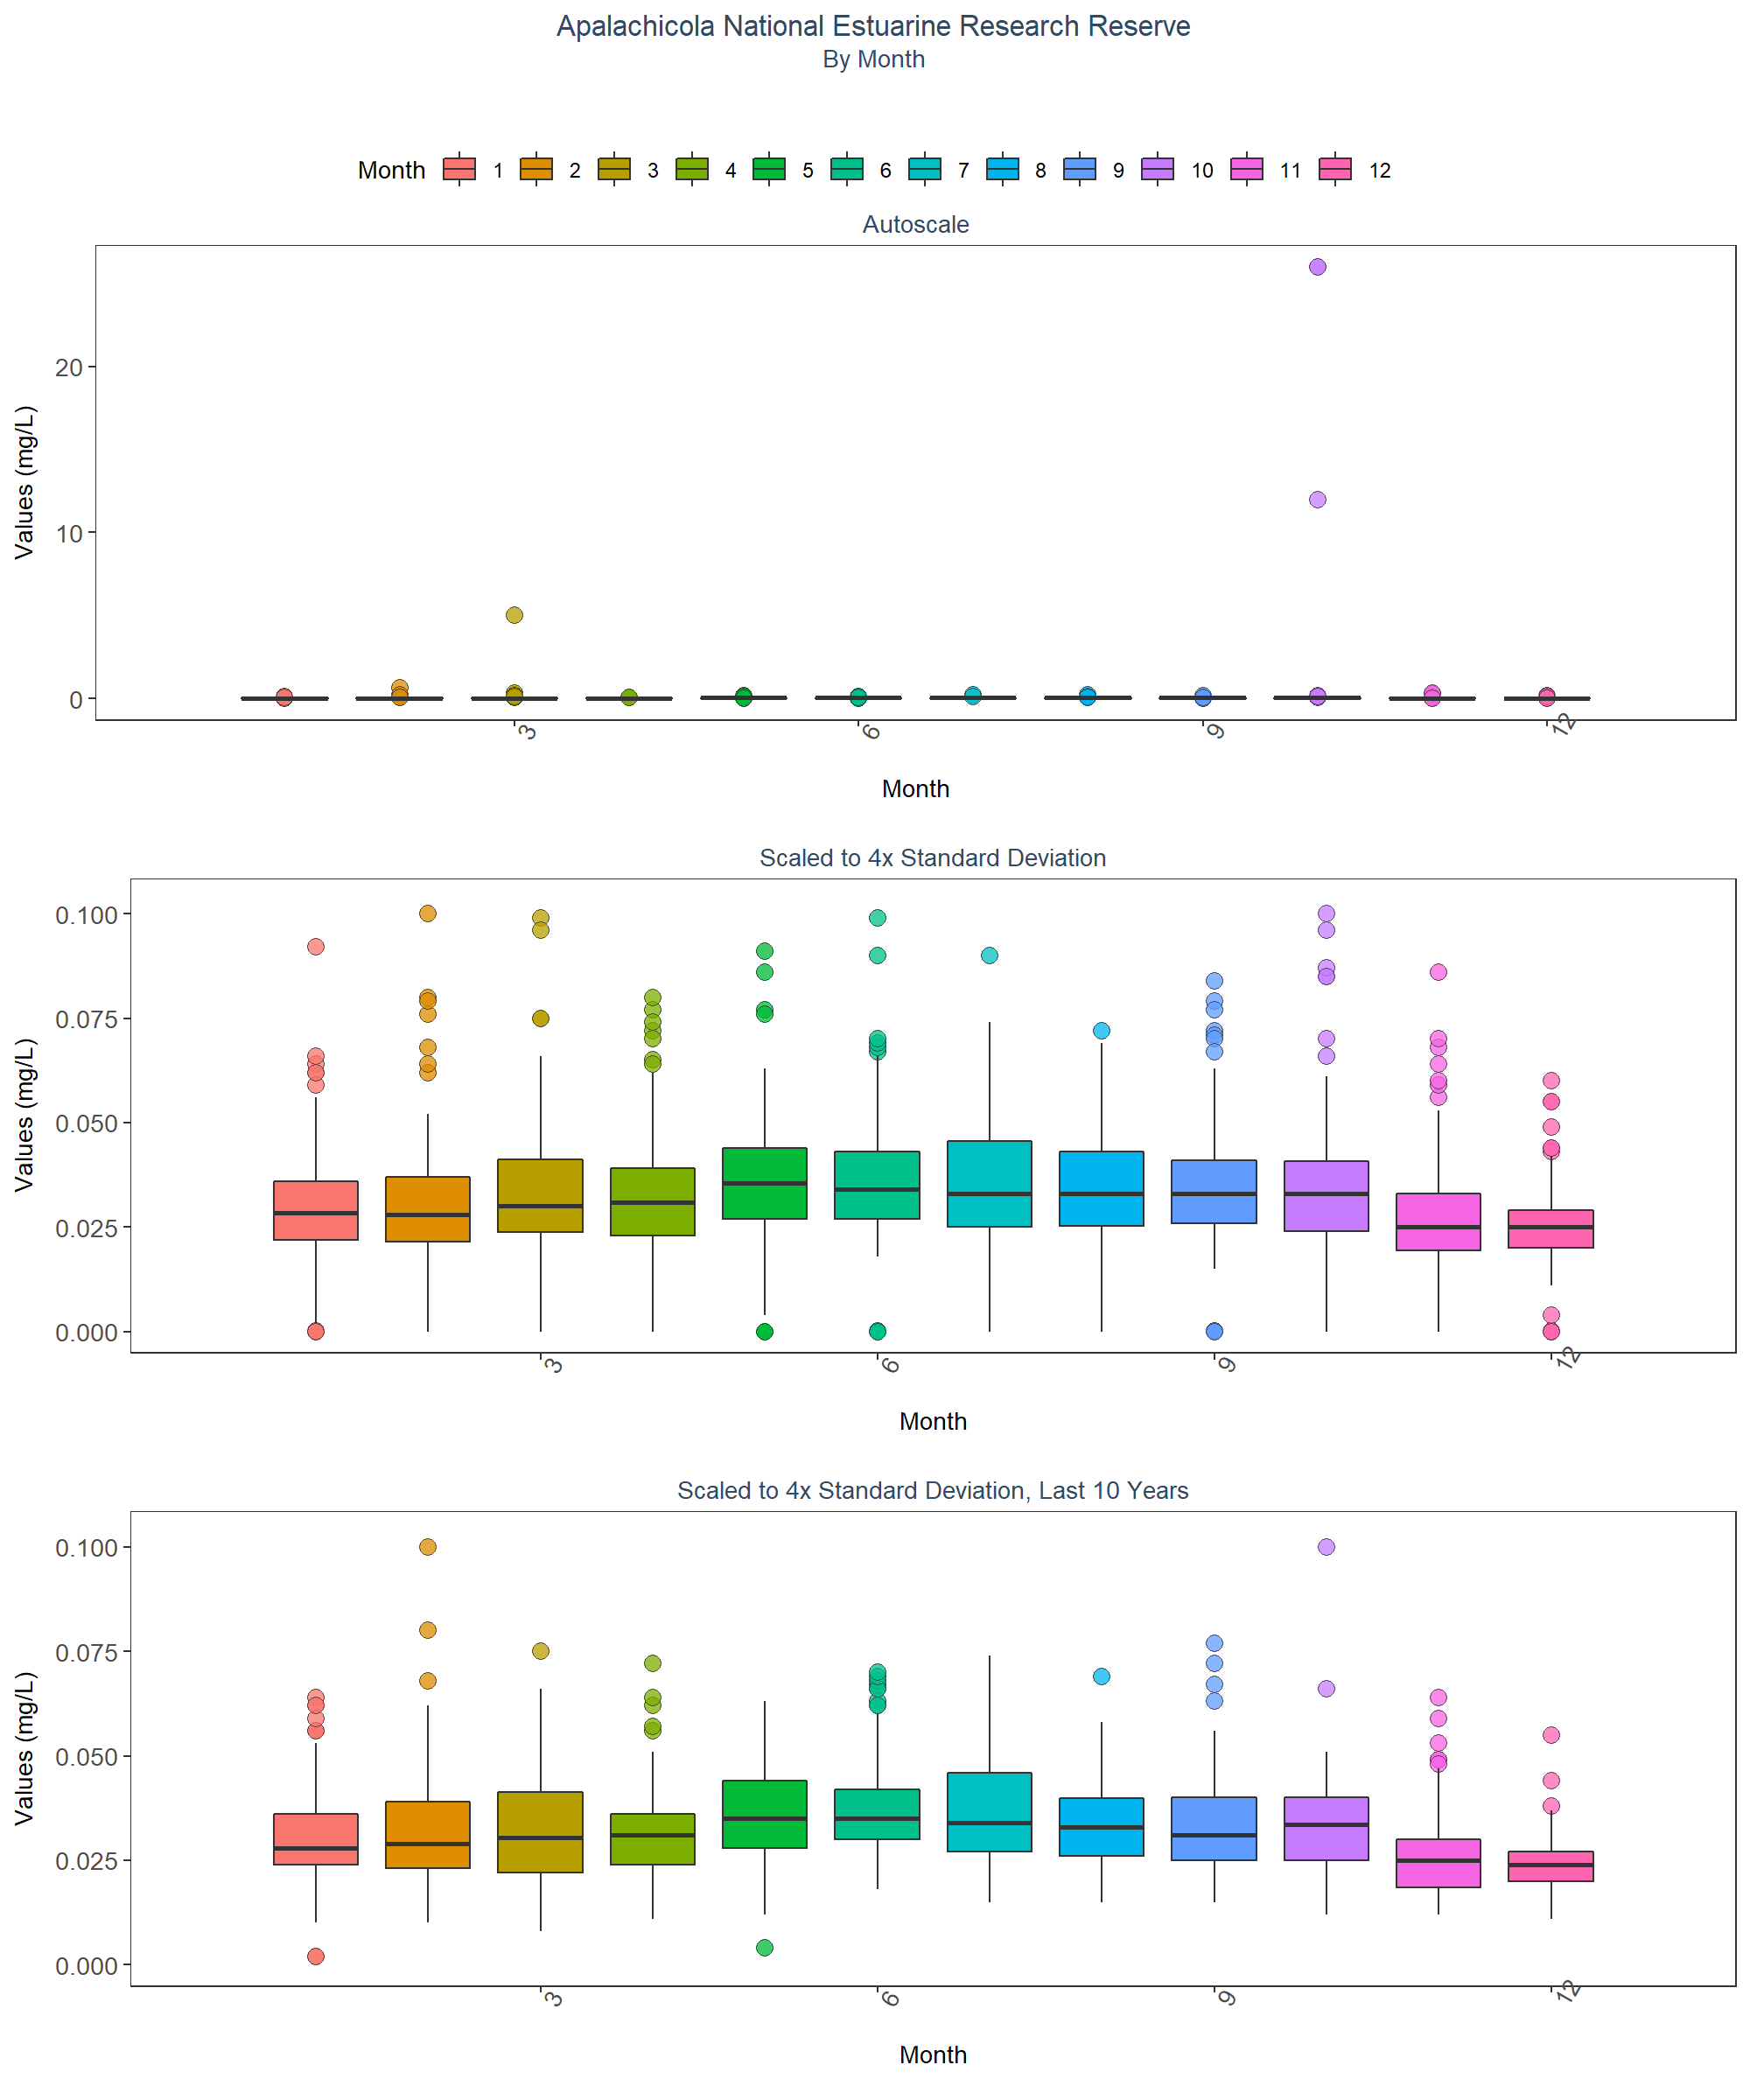 Apalachicola National Estuarine Research Reserve
By Month
Month 1 2 3 4 5 6 7 8 9 10 11 12
Autoscale
Values (mg/L)
20
10
0
3 6 9 12
Month
Scaled to 4x Standard Deviation
Values (mg/L)
0.100
0.075
0.050
0.025
0.000
3 6 9 12
Month
Scaled to 4x Standard Deviation, Last 10 Years
Values (mg/L)
0.100
0.075
0.050
0.025
0.000
3 6 9 12
Month